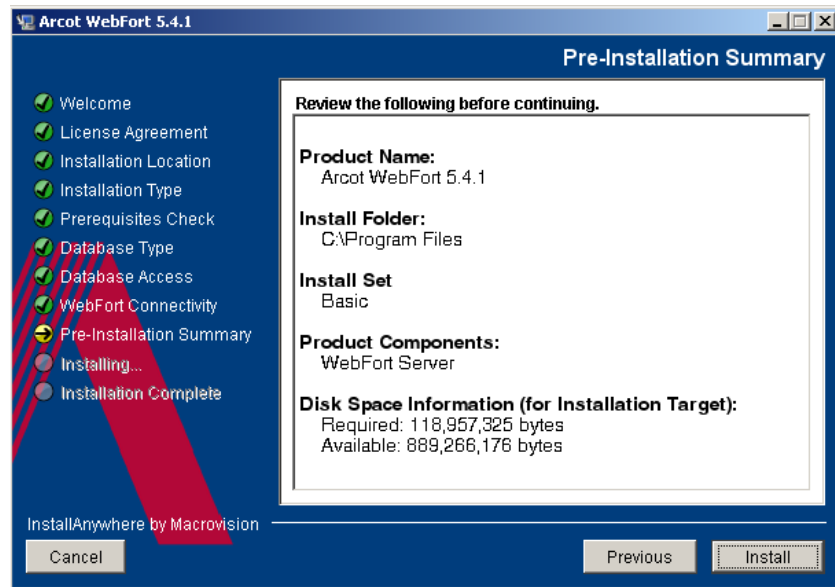 Arcot WebFort 5.4.1
Pre-Installation Summary
Welcome
License Agreement
Installation Location
Installation Type
Prerequisites Check
Database Type
Database Access
WebFort Connectivity
Pre-Installation Summary
Installing...
Installation Complete
Review the following before continuing.
Product Name:
Arcot WebFort 5.4.1
Install Folder:
C:\Program Files
Install Set
Basic
Product Components:
WebFort Server
Disk Space Information (for Installation Target):
Required: 118,957,325 bytes
Available: 889,266,176 bytes
InstallAnywhere by Macrovision
Cancel
Previous
Install